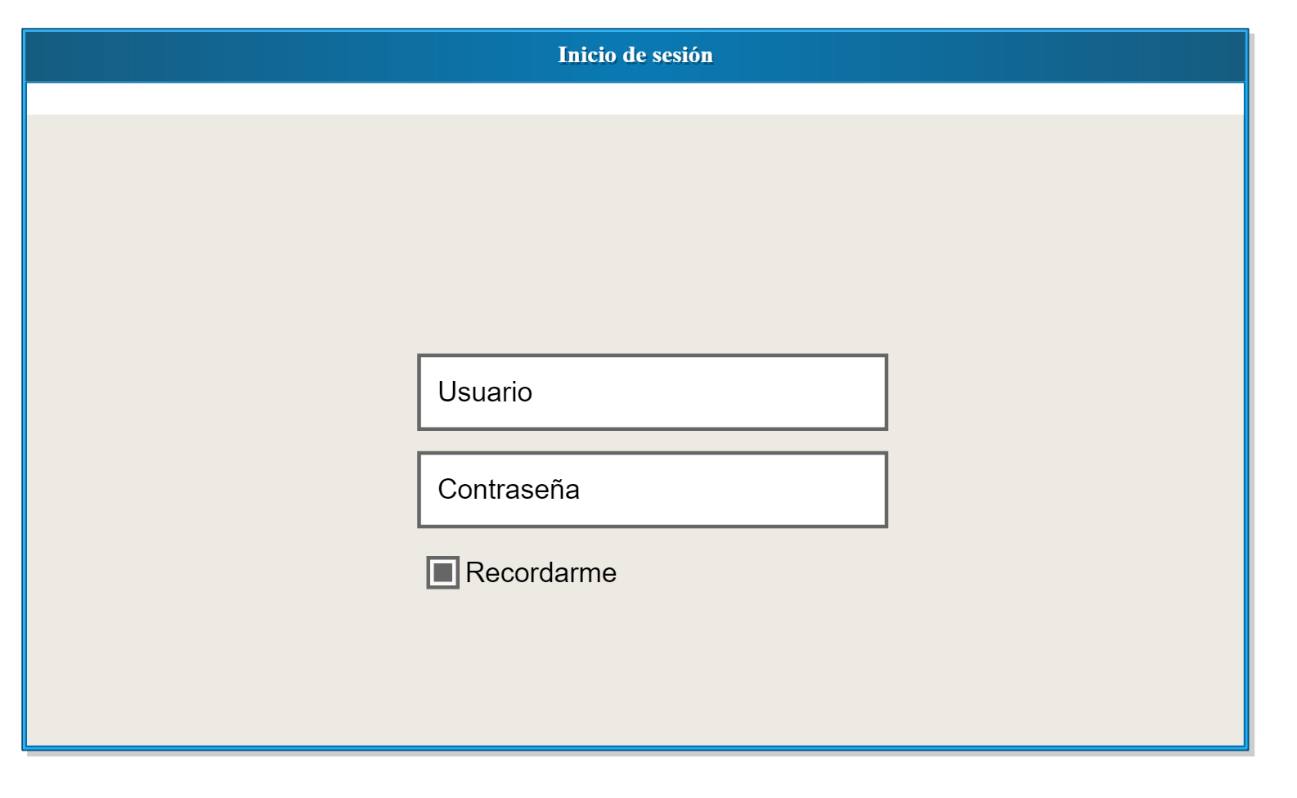 Inicio de sesión
Usuario
Contraseña
Recordarme